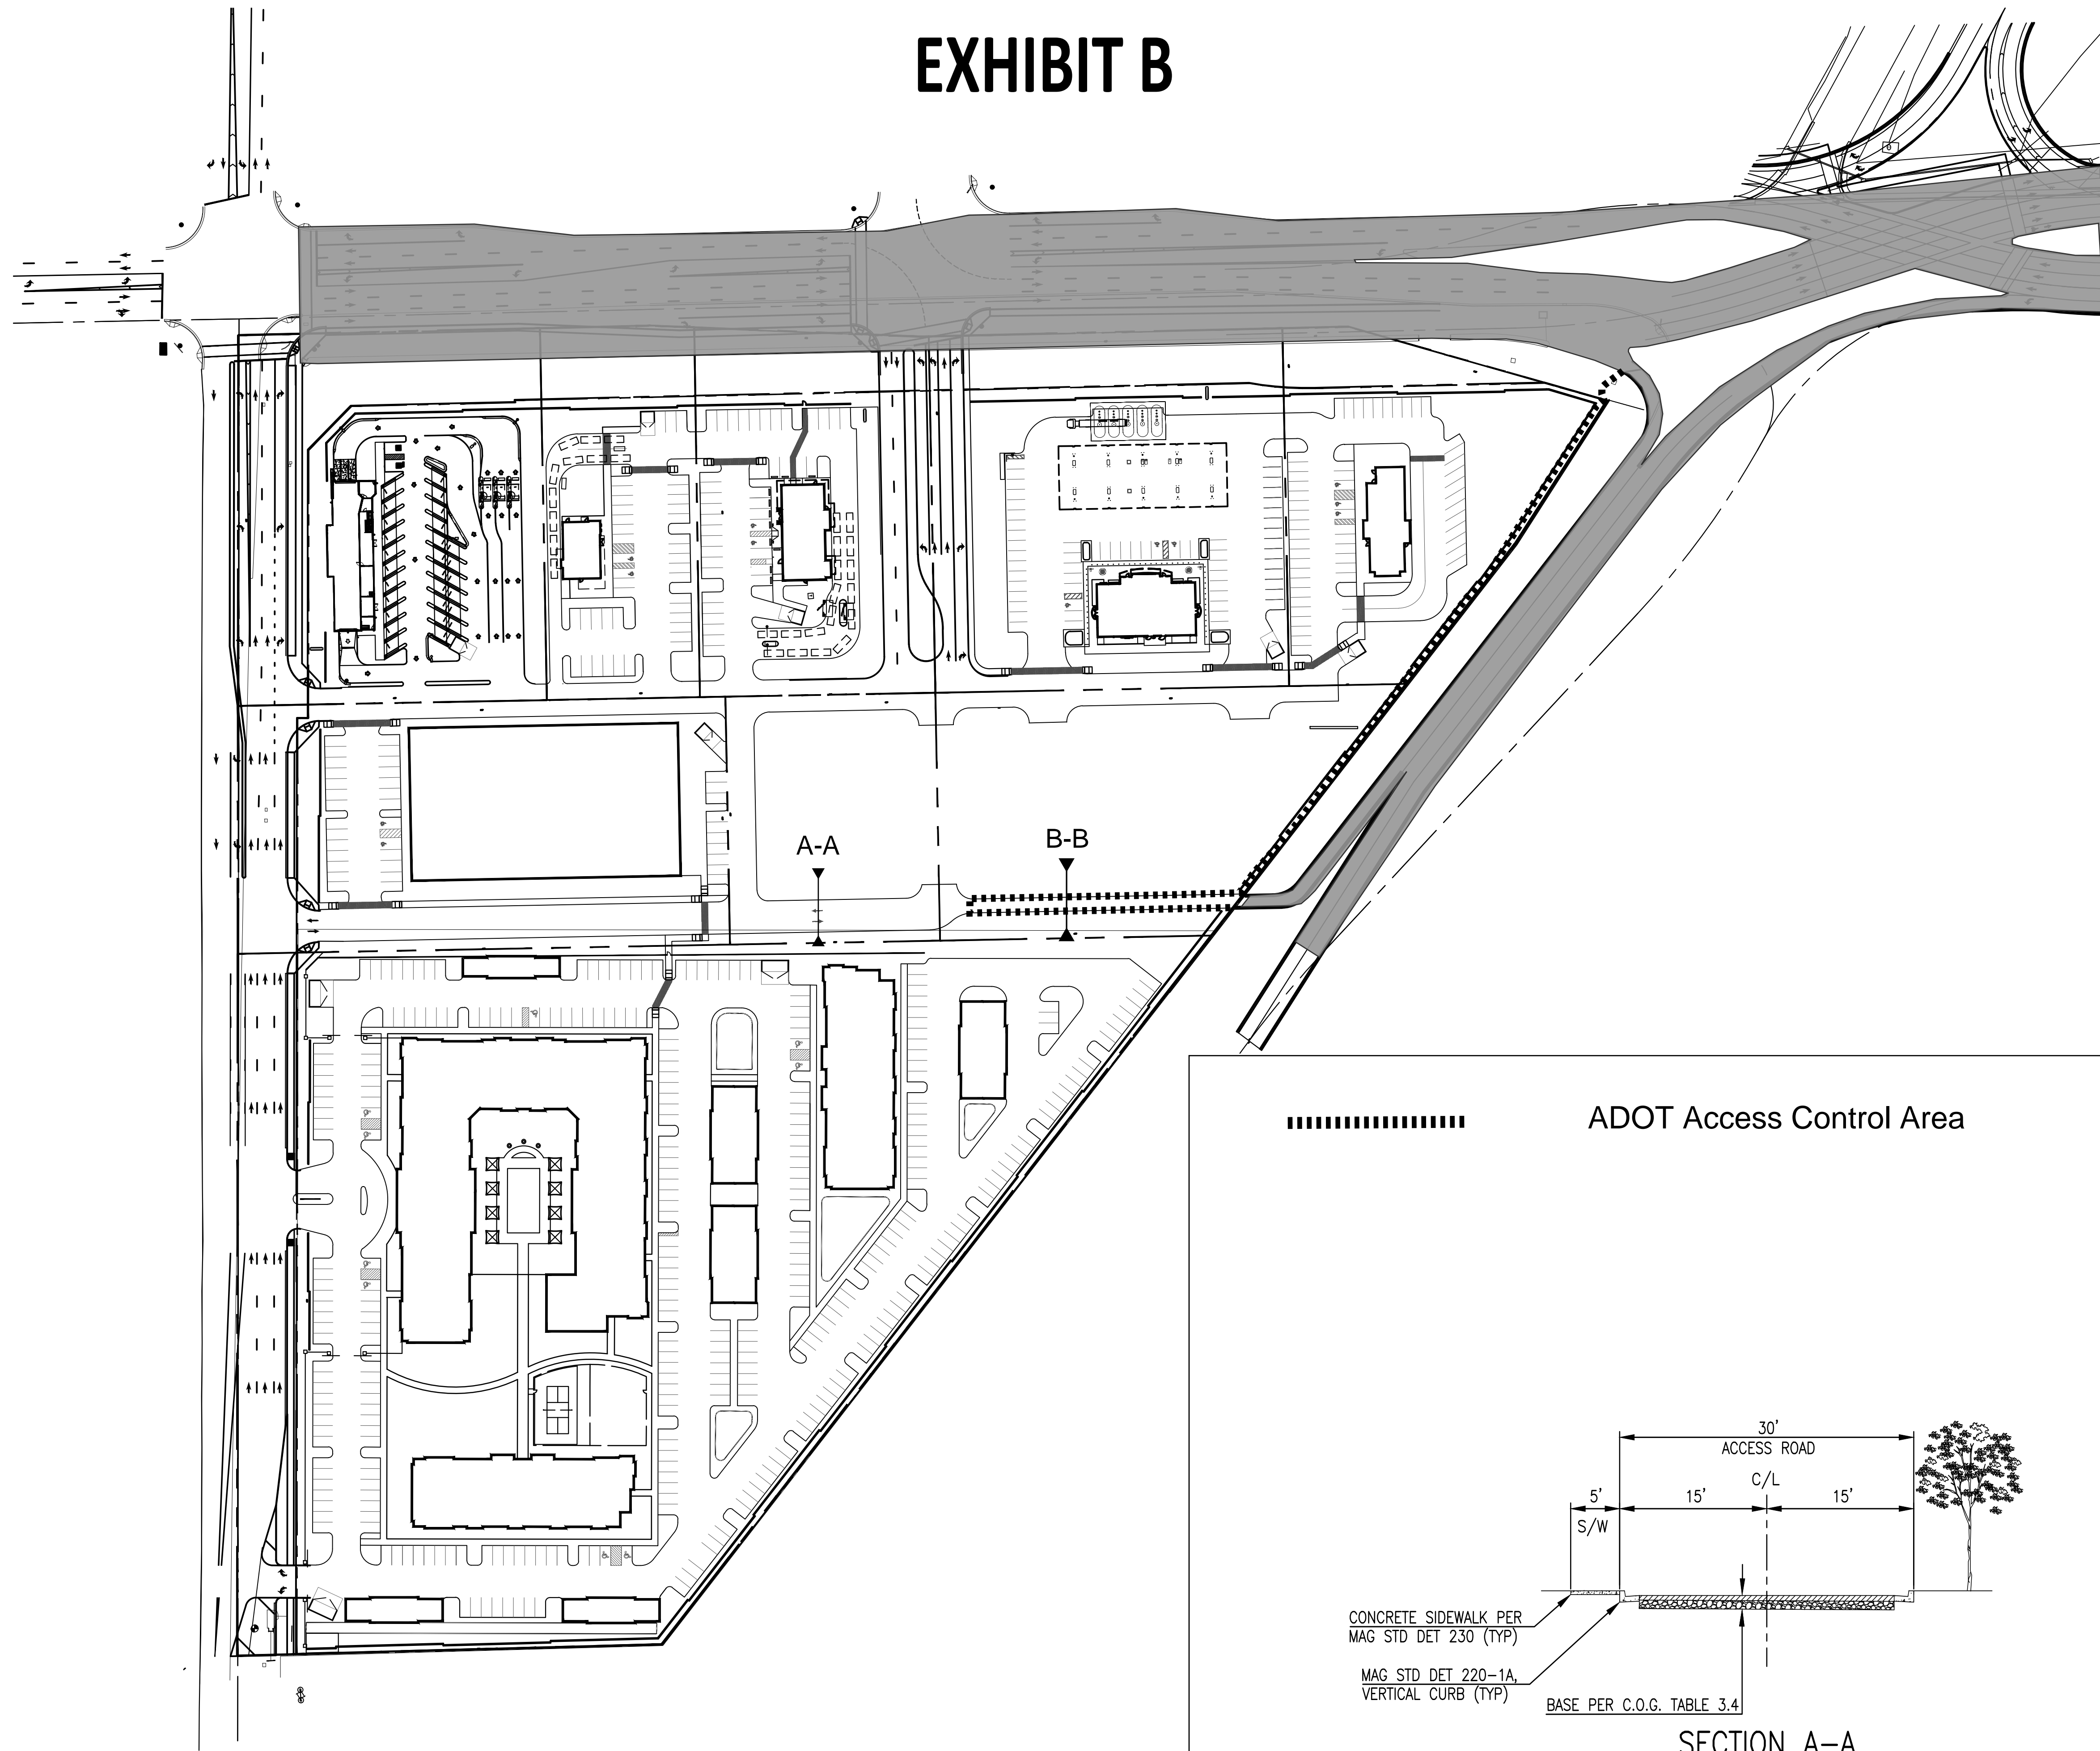 EXHIBIT B
A-A
B-B
ADOT Access Control Area
30'
ACCESS ROAD
C/L
5'
15'
15'
S/W
CONCRETE SIDEWALK PER
MAG STD DET 230 (TYP)
MAG STD DET 220-1A,
VERTICAL CURB (TYP)
BASE PER C.O.G. TABLE 3.4
SECTION A-A